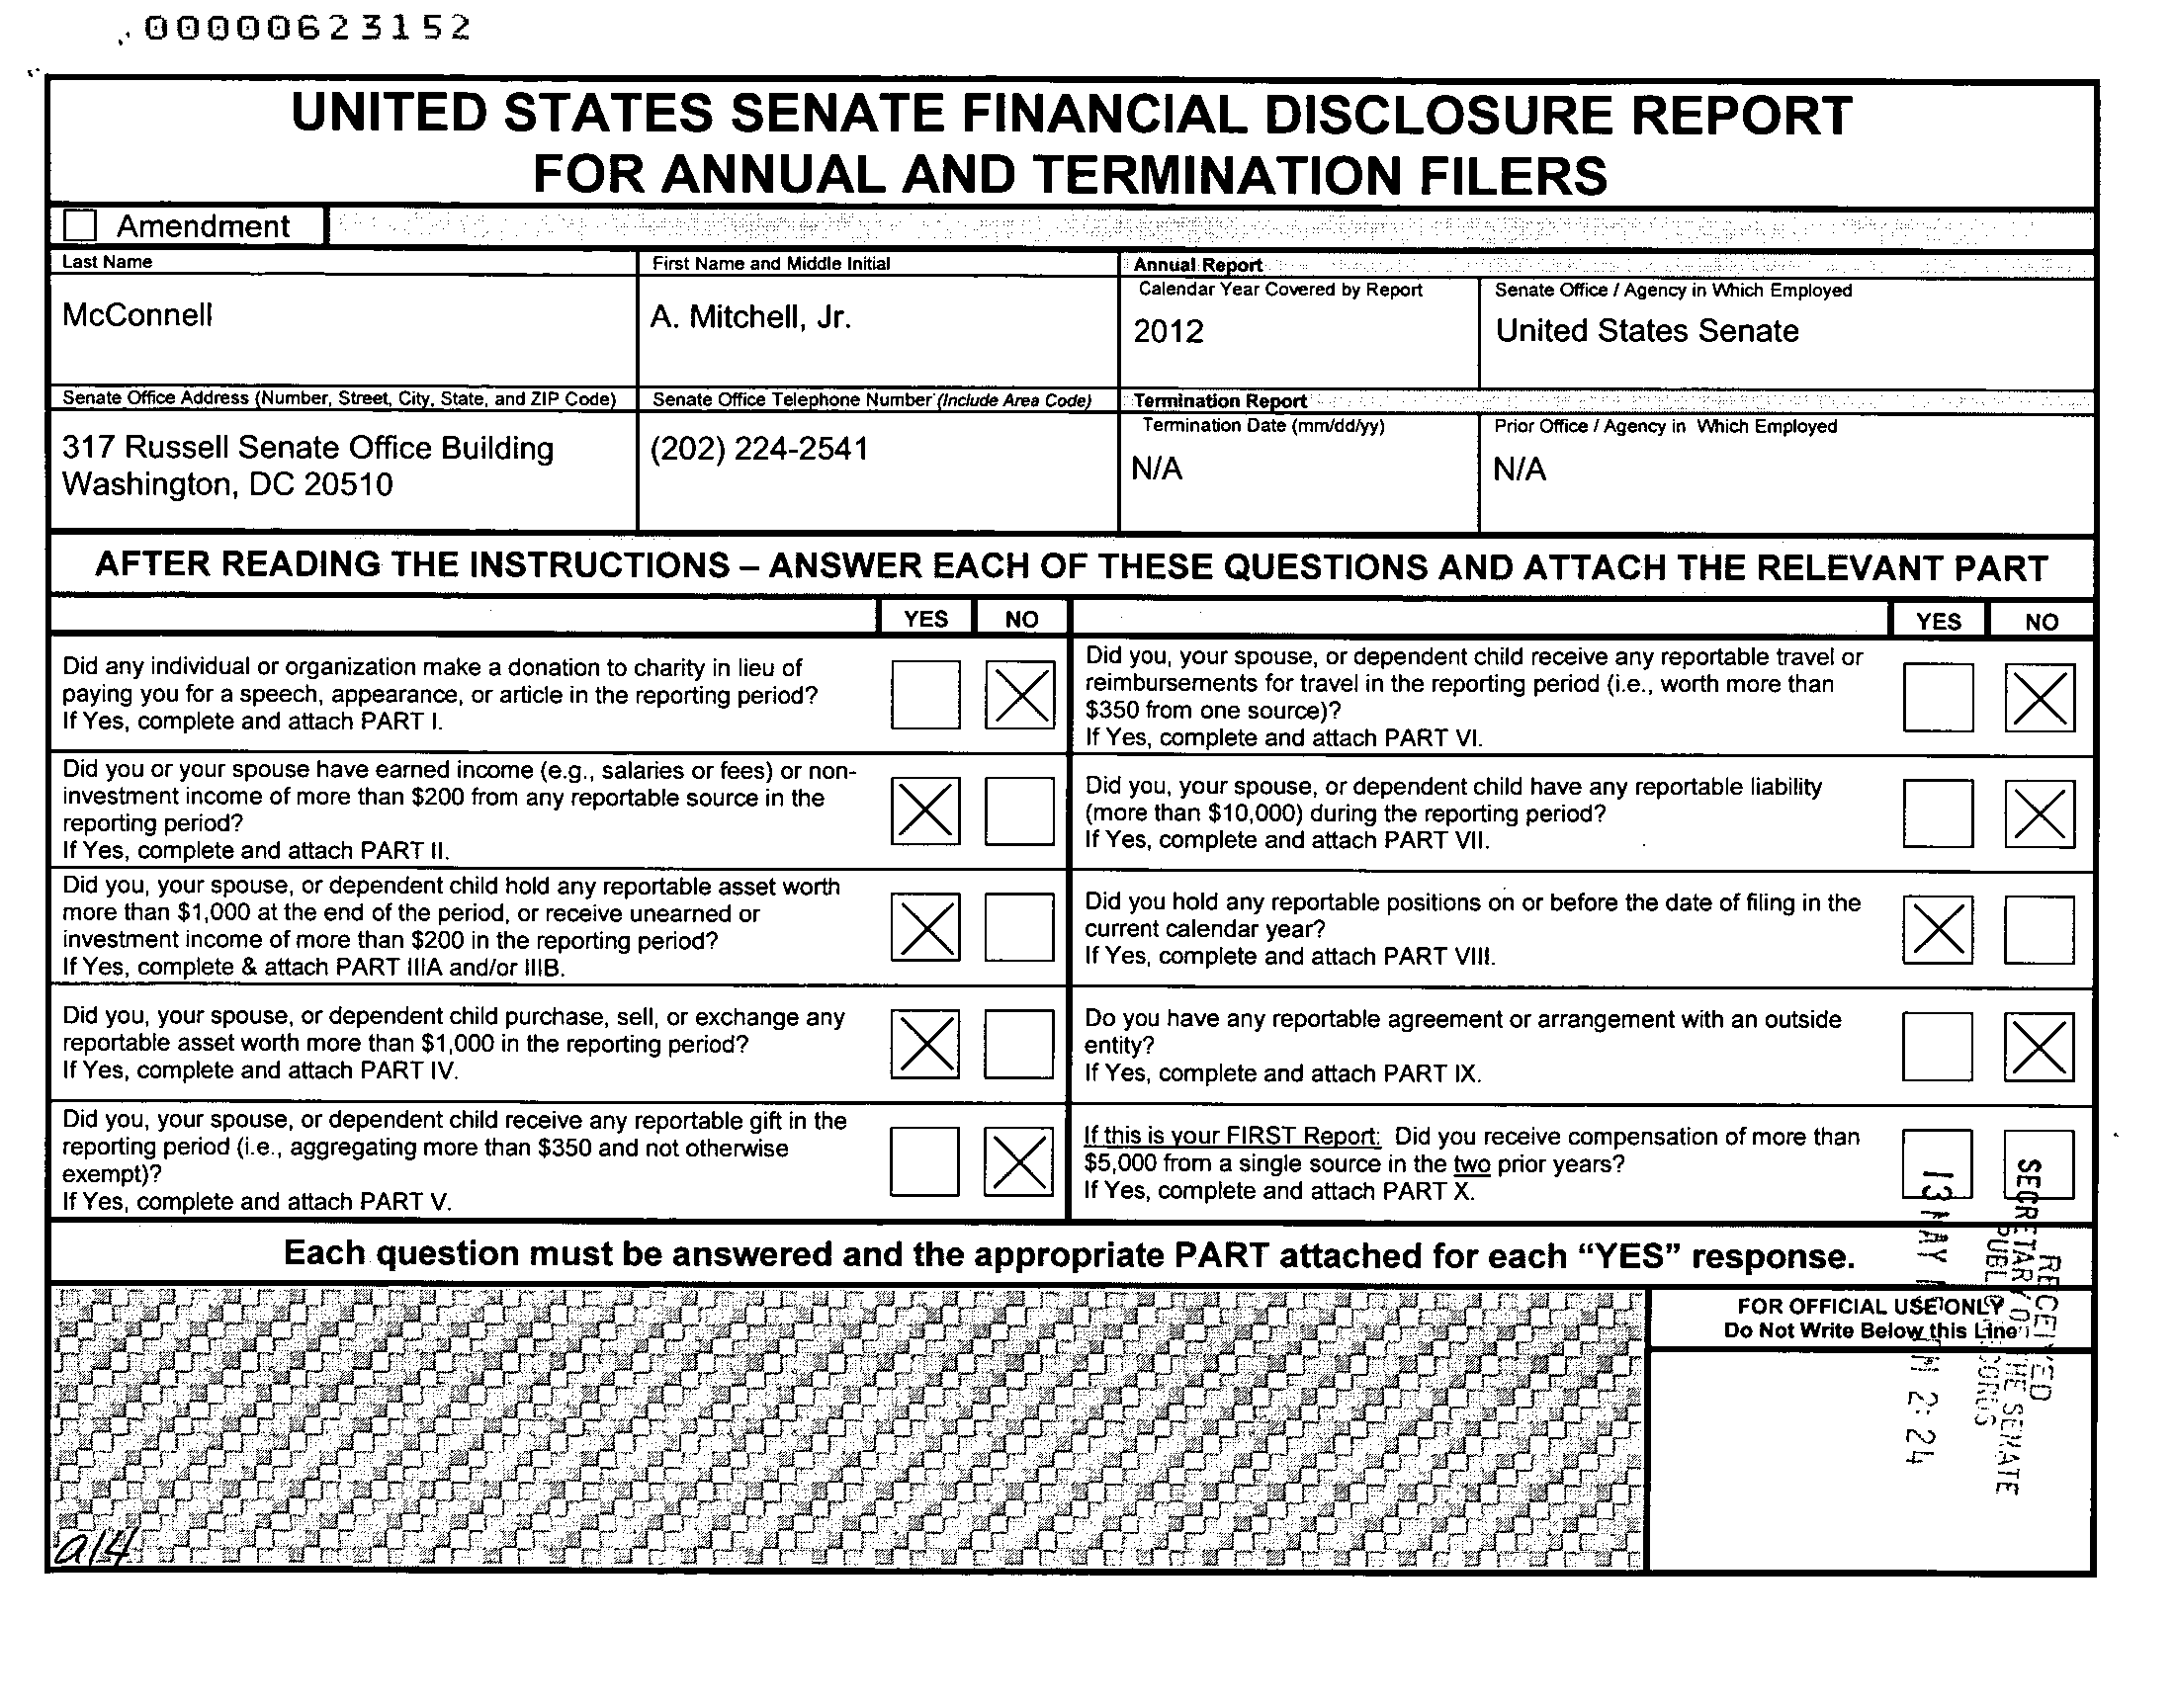 00000623152
UNITED STATES SENATE FINANCIAL DISCLOSURE REPORT
FOR ANNUAL AND TERMINATION FILERS
Amendment
Last Name
McConnell
First Name and Middle Initial
A. Mitchell, Jr.
Annual Report
Calendar Year Covered by Report
2012
Senate Office / Agency in Which Employed
United States Senate
Senate Office Address (Number, Street, City, State, and ZIP Code)
317 Russell Senate Office Building
Washington, DC 20510
Senate Office Telephone Number (Include Area Code)
(202) 224-2541
Termination Report
Termination Date (mm/dd/yy)
N/A
Prior Office / Agency in Which Employed
N/A
AFTER READING THE INSTRUCTIONS – ANSWER EACH OF THESE QUESTIONS AND ATTACH THE RELEVANT PART
YES NO
Did any individual or organization make a donation to charity in lieu of
paying you for a speech, appearance, or article in the reporting period?
If Yes, complete and attach PART I.
Did you or your spouse have earned income (e.g., salaries or fees) or non-
investment income of more than $200 from any reportable source in the
reporting period?
If Yes, complete and attach PART II.
Did you, your spouse, or dependent child hold any reportable asset worth
more than $1,000 at the end of the period, or receive unearned or
investment income of more than $200 in the reporting period?
If Yes, complete & attach PART IIIA and/or IIIB.
Did you, your spouse, or dependent child purchase, sell, or exchange any
reportable asset worth more than $1,000 in the reporting period?
If Yes, complete and attach PART IV.
Did you, your spouse, or dependent child receive any reportable gift in the
reporting period (i.e., aggregating more than $350 and not otherwise
exempt)?
If Yes, complete and attach PART V.
YES NO
Did you, your spouse, or dependent child receive any reportable travel or
reimbursements for travel in the reporting period (i.e., worth more than
$350 from one source)?
If Yes, complete and attach PART VI.
Did you, your spouse, or dependent child have any reportable liability
(more than $10,000) during the reporting period?
If Yes, complete and attach PART VII.
Did you hold any reportable positions on or before the date of filing in the
current calendar year?
If Yes, complete and attach PART VIII.
Do you have any reportable agreement or arrangement with an outside
entity?
If Yes, complete and attach PART IX.
If this is your FIRST Report: Did you receive compensation of more than
$5,000 from a single source in the two prior years?
If Yes, complete and attach PART X.
Each question must be answered and the appropriate PART attached for each “YES” response.
FOR OFFICIAL USE ONLY
Do Not Write Below this Line
RECEIVED
SECRETARY OF THE SENATE
13 MAY 2:24
a14